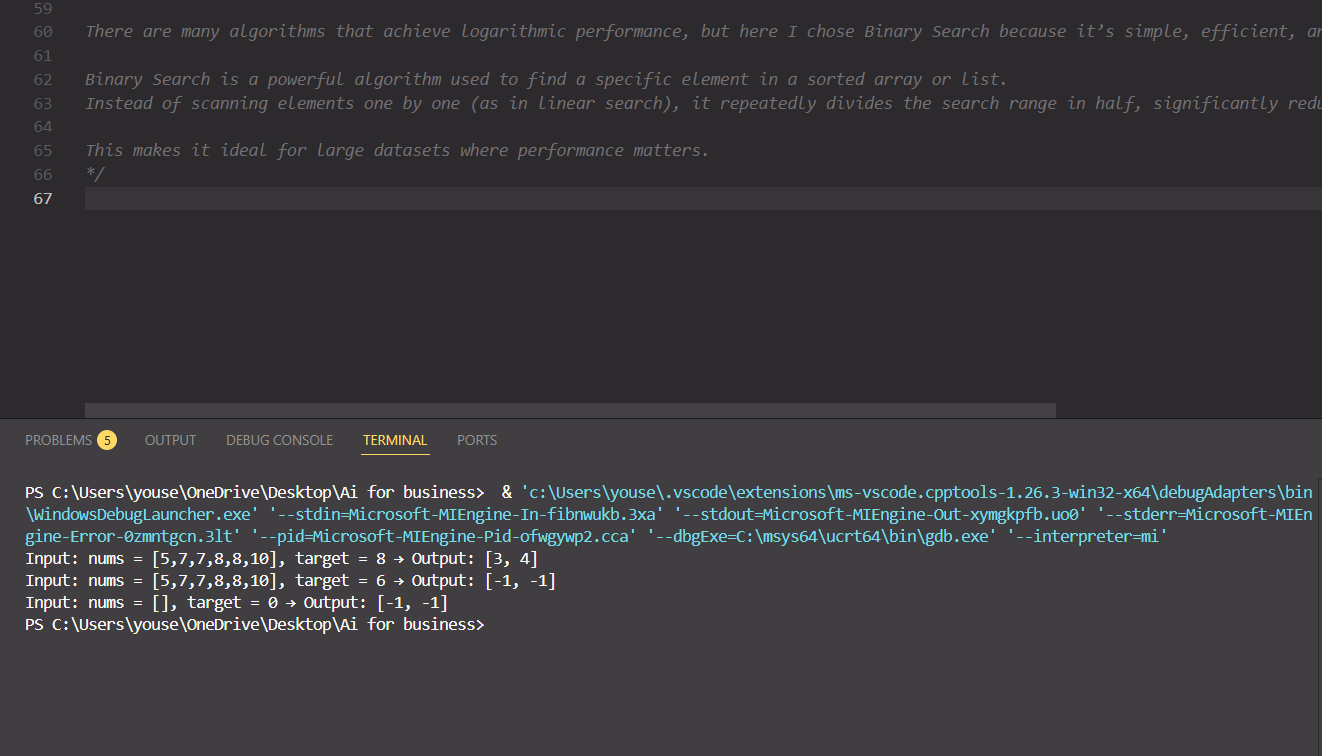 59
60 There are many algorithms that achieve logarithmic performance, but here I chose Binary Search because it’s simple, efficient,
61
62 Binary Search is a powerful algorithm used to find a specific element in a sorted array or list.
63 Instead of scanning elements one by one (as in linear search), it repeatedly divides the search range in half, significantly
64
65 This makes it ideal for large datasets where performance matters.
66 */
67
PROBLEMS 5 OUTPUT DEBUG CONSOLE TERMINAL PORTS
PS C:\Users\youse\OneDrive\Desktop\Ai for business>  & 'c:\Users\youse\.vscode\extensions\ms-vscode.cpptools-1.26.3-win32-x64\debugAdapters\bin
\WindowsDebugLauncher.exe' '--stdin=Microsoft-MIEngine-In-fibnwukb.3xa' '--stdout=Microsoft-MIEngine-Out-xymgkpfb.uo0' '--stderr=Microsoft-MIEn
gine-Error-0zmntgcn.3lt' '--pid=Microsoft-MIEngine-Pid-ofwgywp2.cca' '--dbgExe=C:\msys64\ucrt64\bin\gdb.exe' '--interpreter=mi'
Input: nums = [5,7,7,8,8,10], target = 8 → Output: [3, 4]
Input: nums = [5,7,7,8,8,10], target = 6 → Output: [-1, -1]
Input: nums = [], target = 0 → Output: [-1, -1]
PS C:\Users\youse\OneDrive\Desktop\Ai for business>